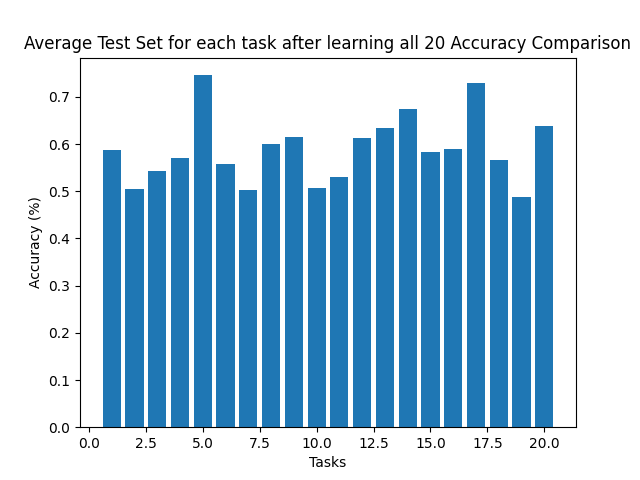 Average Test Set for each task after learning all 20 Accuracy Comparison
Accuracy (%)
0.7
0.6
0.5
0.4
0.3
0.2
0.1
0.0
0.0 2.5 5.0 7.5 10.0 12.5 15.0 17.5 20.0
Tasks